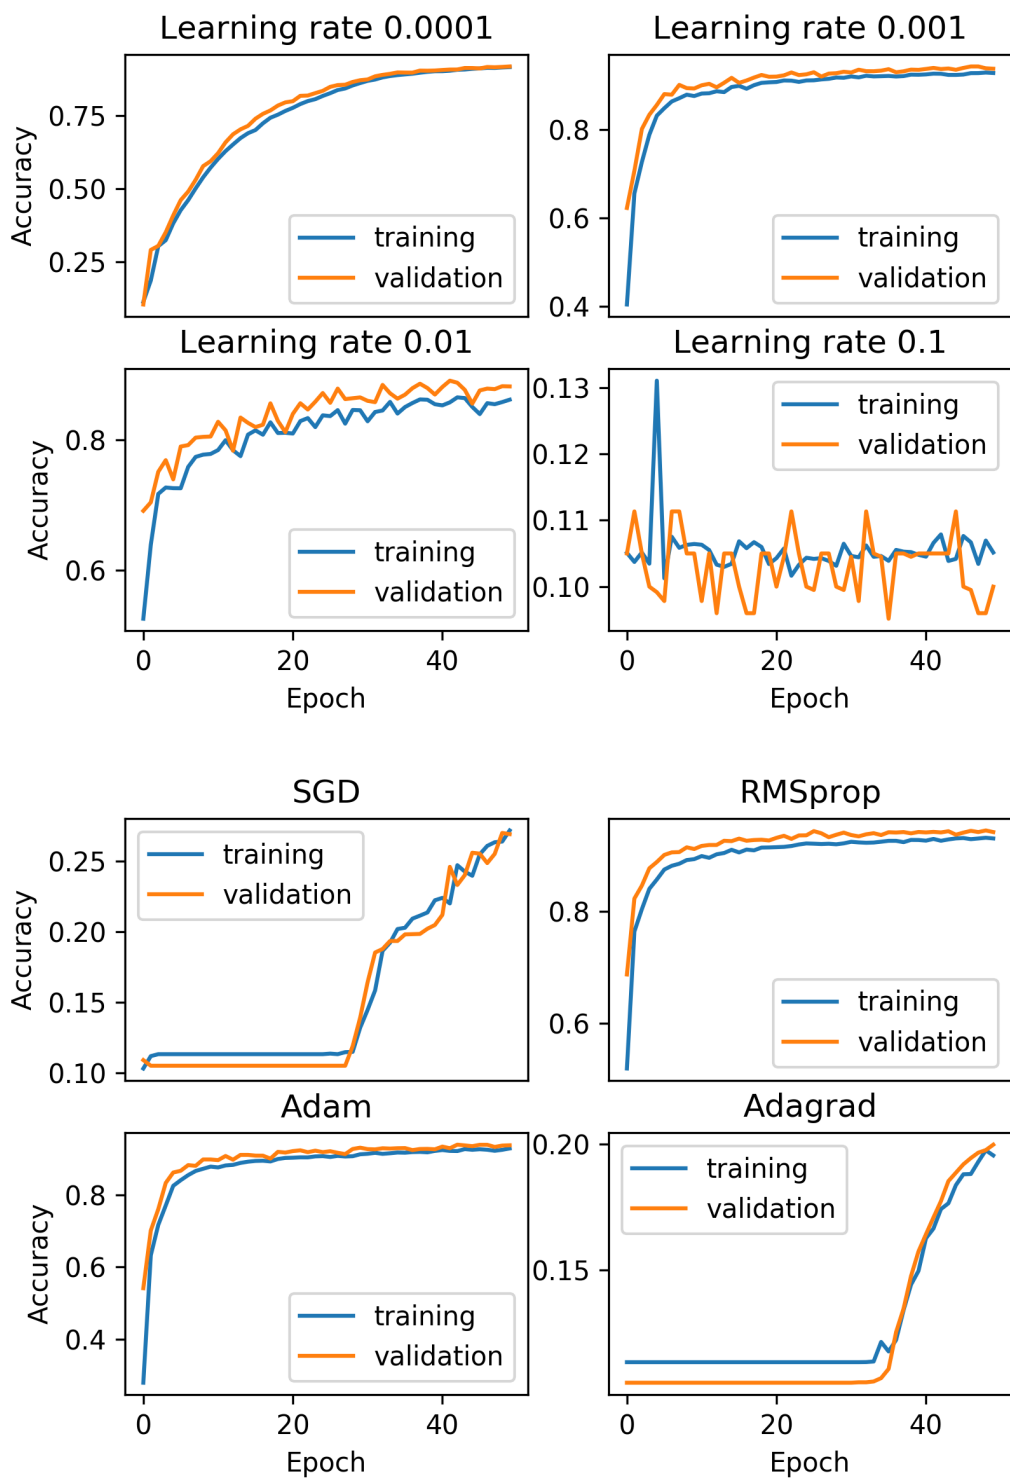 Learning rate 0.0001
Learning rate 0.001
0.75
0.50
0.25
Accuracy
training
validation
0.8
0.6
0.4
training
validation
Learning rate 0.01
Learning rate 0.1
0.8
0.6
Accuracy
training
validation
0 20 40
Epoch
0.13
0.12
0.11
0.10
training
validation
0 20 40
Epoch
SGD
RMSprop
0.25
0.20
0.15
0.10
Accuracy
training
validation
0.8
0.6
training
validation
Adam
Adagrad
0.8
0.6
0.4
Accuracy
training
validation
0 20 40
Epoch
0.20
0.15
training
validation
0 20 40
Epoch